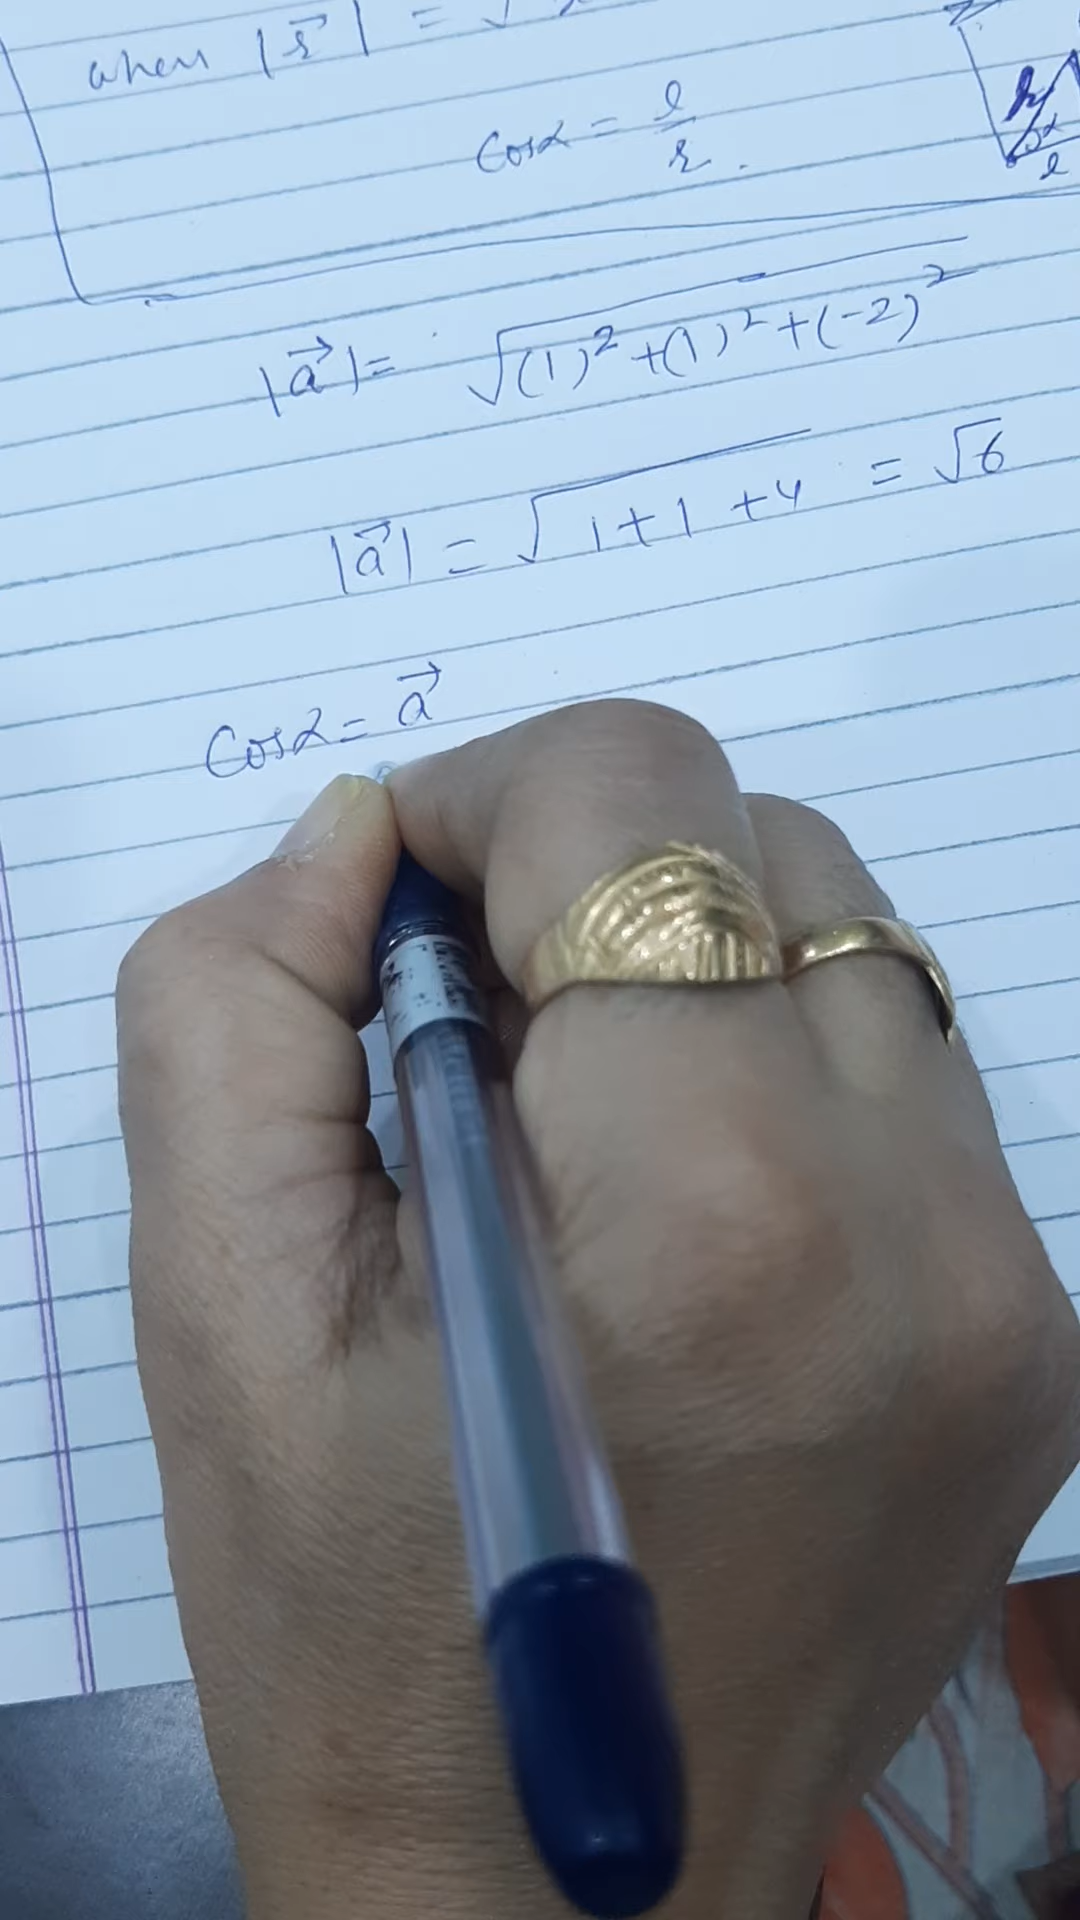 when |r⃗| = √
cosα = l/r.
r
α
l
|a⃗| = √(1)² + (1)² + (-2)²
|a⃗| = √1 + 1 + 4 = √6
Cosα = a⃗